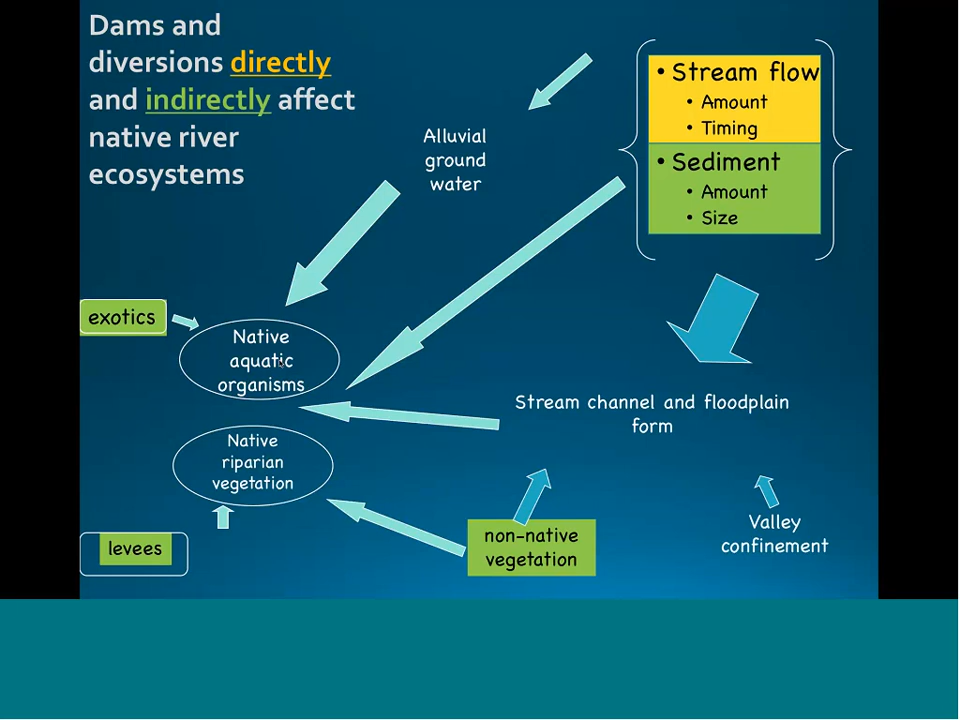 Dams and
diversions directly
and indirectly affect
native river
ecosystems
• Stream flow
• Amount
• Timing
• Sediment
• Amount
• Size
Alluvial
ground
water
exotics
Native
aquatic
organisms
Stream channel and floodplain
form
Native
riparian
vegetation
levees
non-native
vegetation
Valley
confinement